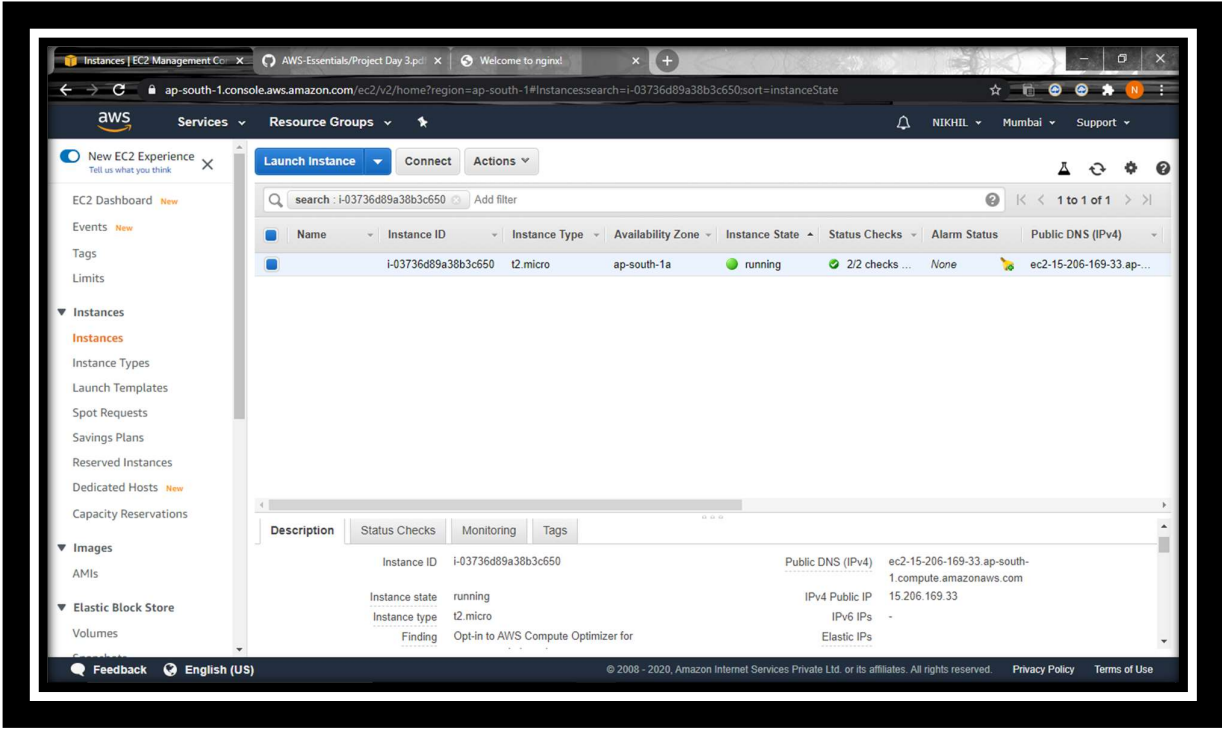 Instances | EC2 Management Co
AWS-Essentials/Project Day 3.pd
Welcome to nginx!
ap-south-1.console.aws.amazon.com/ec2/v2/home?region=ap-south-1#Instances:search=i-03736d89a38b3c650;sort=instanceState
N
aws Services Resource Groups NIKHIL Mumbai Support
New EC2 Experience
Tell us what you think
EC2 Dashboard New
Events New
Tags
Limits
Instances
Instances
Instance Types
Launch Templates
Spot Requests
Savings Plans
Reserved Instances
Dedicated Hosts New
Capacity Reservations
Images
AMIs
Elastic Block Store
Volumes
Launch Instance Connect Actions
search : i-03736d89a38b3c650 Add filter 1 to 1 of 1
Name Instance ID Instance Type Availability Zone Instance State Status Checks Alarm Status Public DNS (IPv4)
i-03736d89a38b3c650 t2.micro ap-south-1a running 2/2 checks ... None ec2-15-206-169-33.ap-...
Description Status Checks Monitoring Tags
Instance ID i-03736d89a38b3c650
Instance state running
Instance type t2.micro
Finding Opt-in to AWS Compute Optimizer for
Public DNS (IPv4) ec2-15-206-169-33.ap-south-
1.compute.amazonaws.com
IPv4 Public IP 15.206.169.33
IPv6 IPs -
Elastic IPs
Feedback English (US) © 2008 - 2020, Amazon Internet Services Private Ltd. or its affiliates. All rights reserved. Privacy Policy Terms of Use